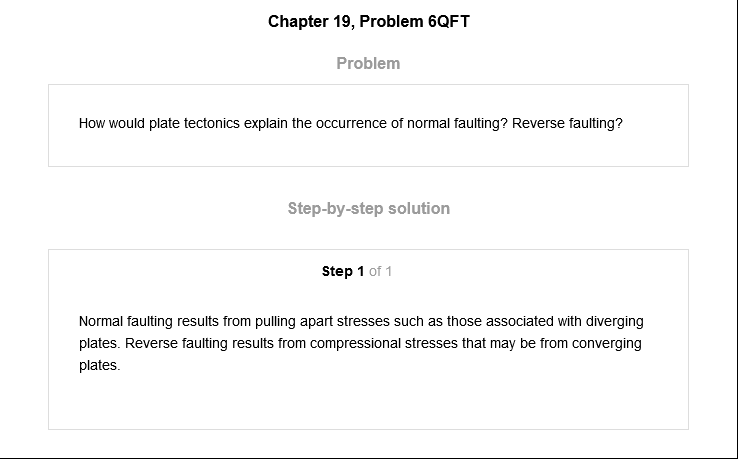 Chapter 19, Problem 6QFT
Problem
How would plate tectonics explain the occurrence of normal faulting? Reverse faulting?
Step-by-step solution
Step 1 of 1
Normal faulting results from pulling apart stresses such as those associated with diverging
plates. Reverse faulting results from compressional stresses that may be from converging
plates.